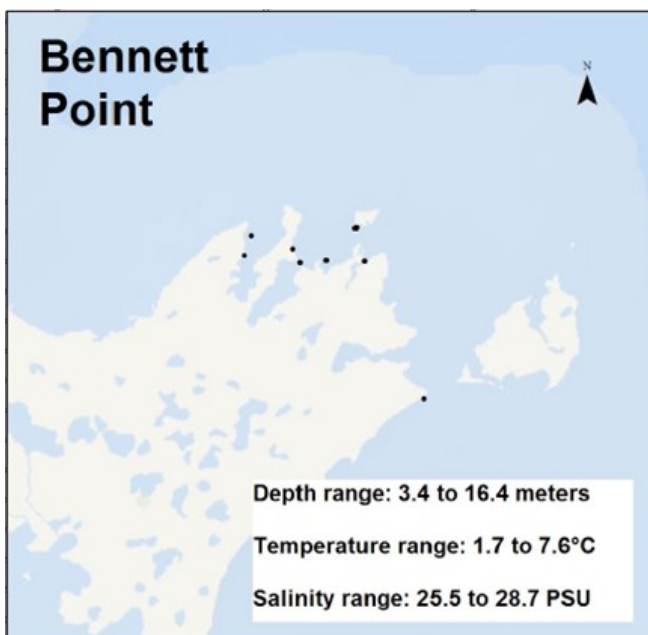 Bennett
Point
N
Depth range: 3.4 to 16.4 meters
Temperature range: 1.7 to 7.6°C
Salinity range: 25.5 to 28.7 PSU